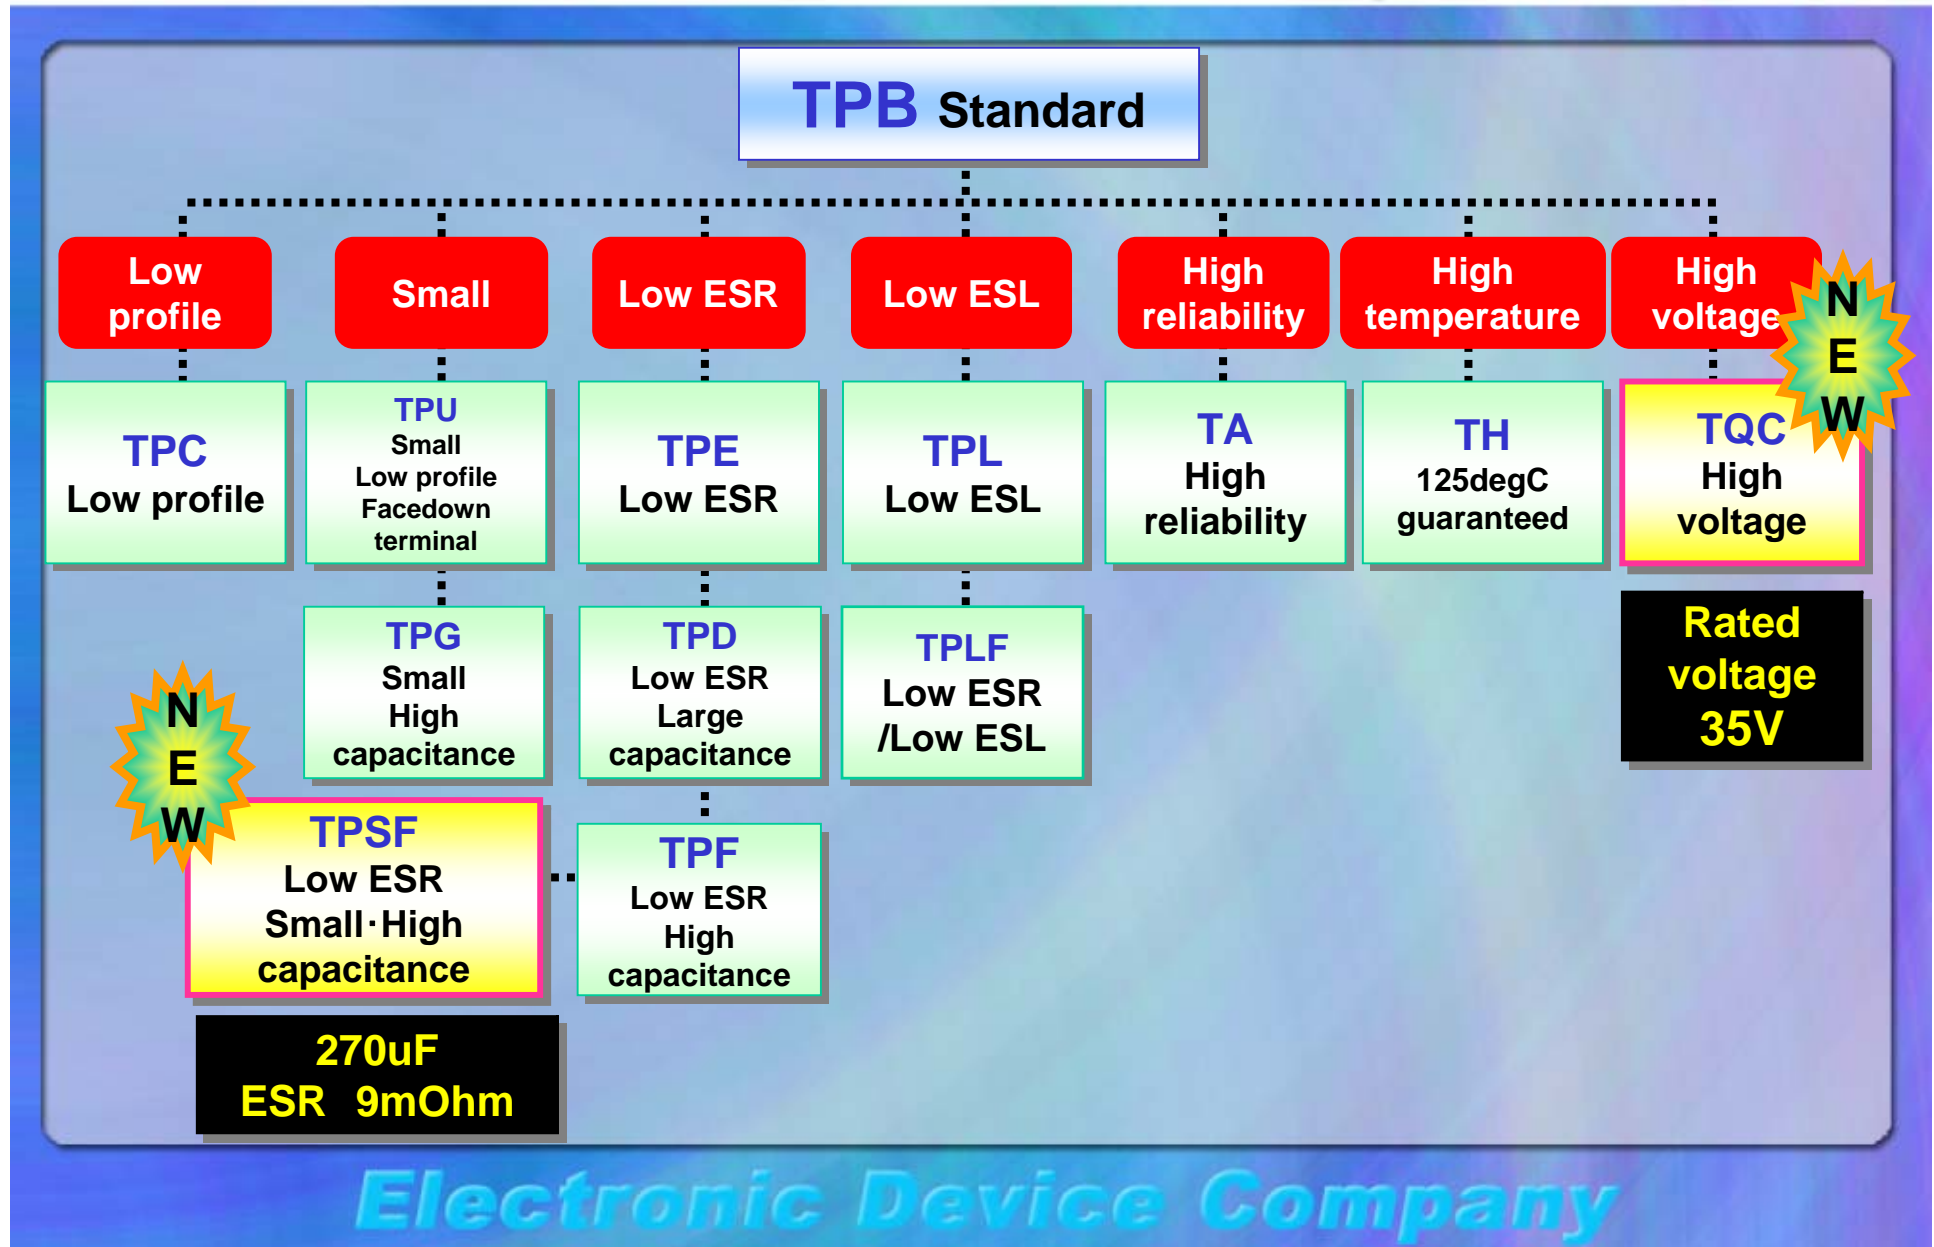 TPB Standard
Low
profile
Small
Low ESR
Low ESL
High
reliability
High
temperature
High
voltage
N
E
W
TPC
Low profile
TPU
Small
Low profile
Facedown
terminal
TPE
Low ESR
TPL
Low ESL
TA
High
reliability
TH
125degC
guaranteed
TQC
High
voltage
TPG
Small
High
capacitance
TPD
Low ESR
Large
capacitance
TPLF
Low ESR
/Low ESL
Rated
voltage
35V
N
E
W
TPSF
Low ESR
Small·High
capacitance
TPF
Low ESR
High
capacitance
270uF
ESR 9mOhm
Electronic Device Company